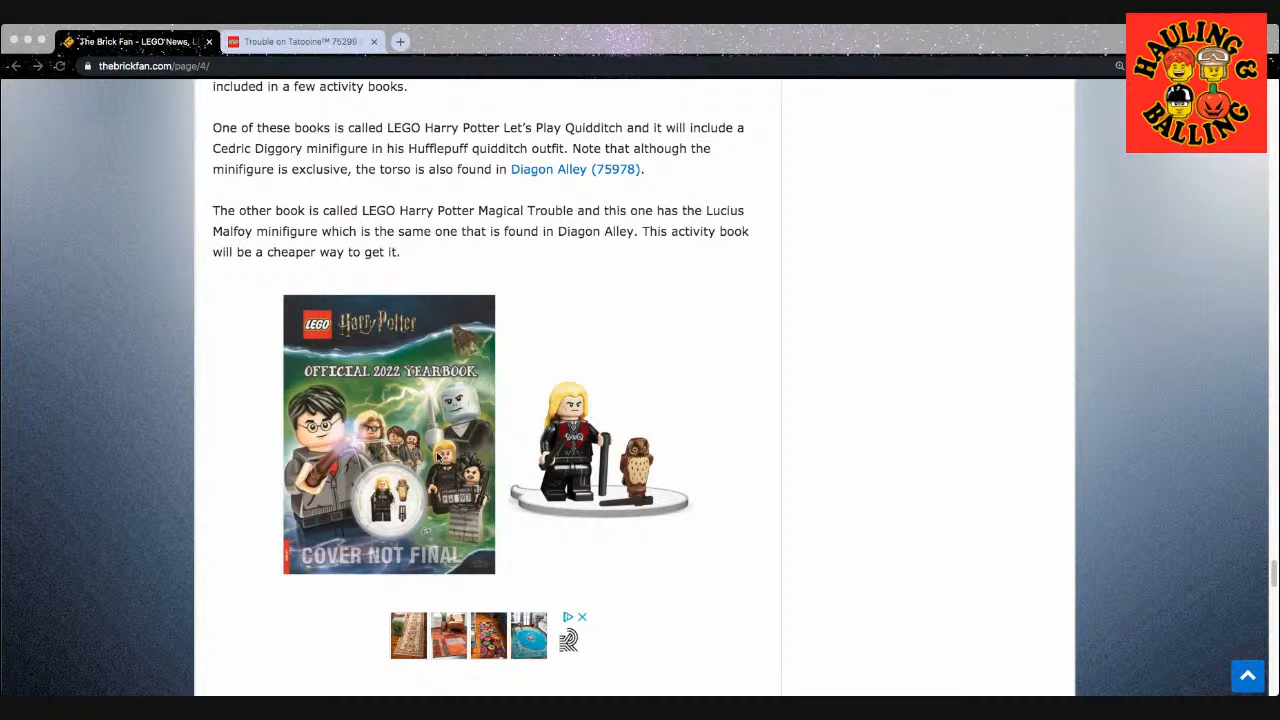 The Brick Fan - LEGO News, L
Trouble on Tatooine™ 75299
thebrickfan.com/page/4/
HAULING &
BALLING
included in a few activity books.
One of these books is called LEGO Harry Potter Let's Play Quidditch and it will include a
Cedric Diggory minifigure in his Hufflepuff quidditch outfit. Note that although the
minifigure is exclusive, the torso is also found in Diagon Alley (75978).
The other book is called LEGO Harry Potter Magical Trouble and this one has the Lucius
Malfoy minifigure which is the same one that is found in Diagon Alley. This activity book
will be a cheaper way to get it.
LEGO
Harry Potter
OFFICIAL 2022 YEARBOOK
COVER NOT FINAL